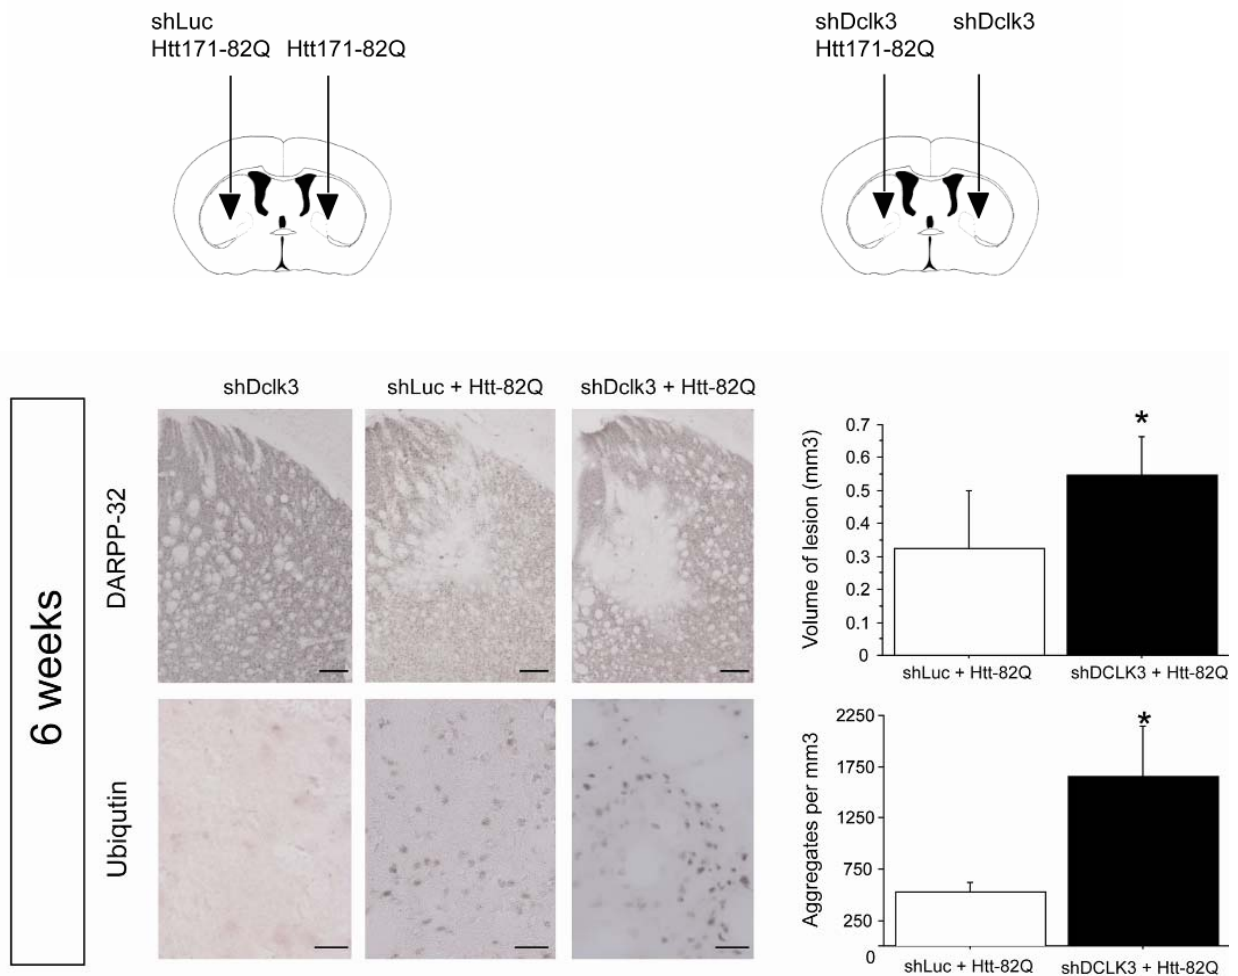 shLuc
Htt171-82Q Htt171-82Q
shDclk3 shDclk3
Htt171-82Q
6 weeks
shDclk3 shLuc + Htt-82Q shDclk3 + Htt-82Q
DARPP-32
Ubiqutin
Volume of lesion (mm3)
0.7
0.6
0.5
0.4
0.3
0.2
0.1
0
*
shLuc + Htt-82Q shDCLK3 + Htt-82Q
Aggregates per mm3
2250
1750
1250
750
250
0
*
shLuc + Htt-82Q shDCLK3 + Htt-82Q